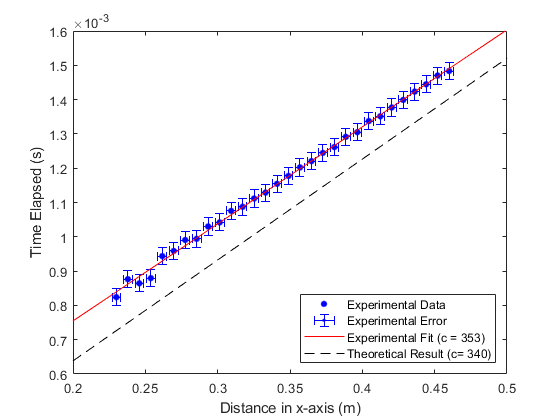 ×10-3
1.6
1.5
1.4
1.3
1.2
1.1
1
0.9
0.8
0.7
0.6
Time Elapsed (s)
Experimental Data
Experimental Error
Experimental Fit (c = 353)
Theoretical Result (c= 340)
0.2 0.25 0.3 0.35 0.4 0.45 0.5
Distance in x-axis (m)